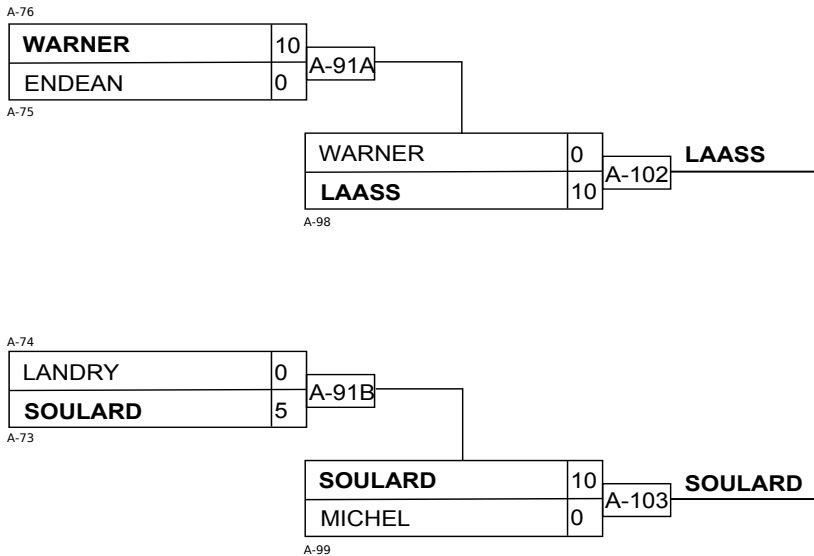 A-76
WARNER 10
A-91A
ENDEAN 0
A-75
WARNER 0
LAASS
A-102
LAASS 10
A-98
A-74
LANDRY 0
A-91B
SOULARD 5
A-73
SOULARD 10
SOULARD
A-103
MICHEL 0
A-99